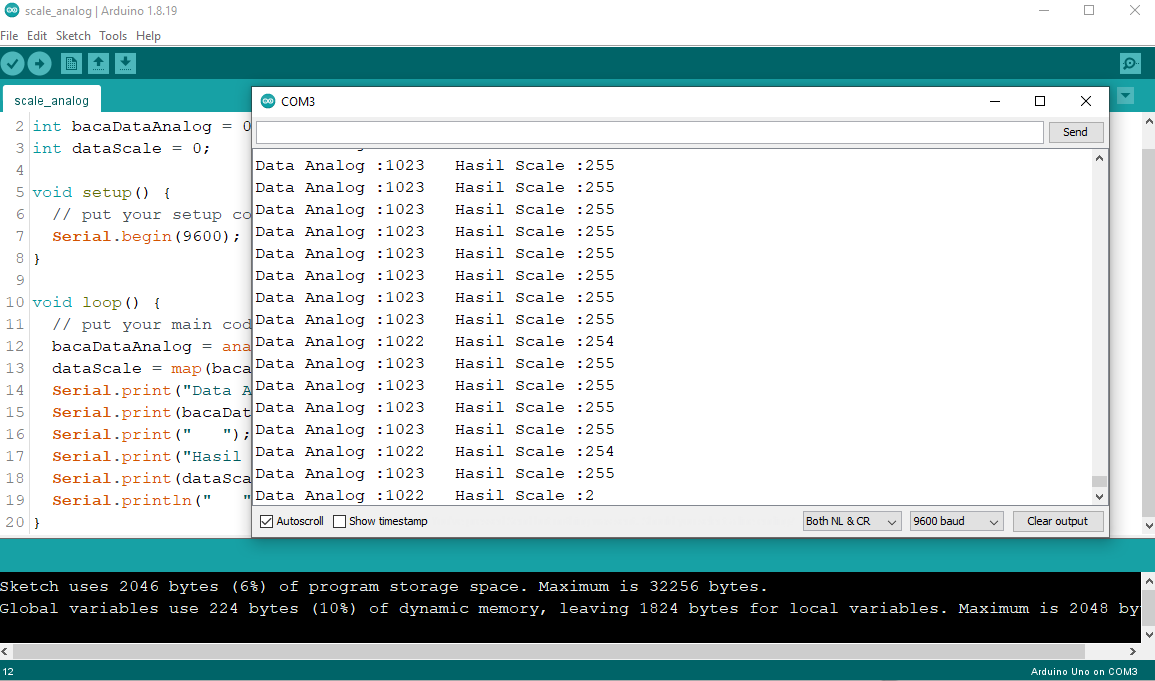 scale_analog | Arduino 1.8.19
File Edit Sketch Tools Help
scale_analog
2 int bacaDataAnalog = 0
3 int dataScale = 0;
4
5 void setup() {
6 // put your setup co
7 Serial.begin(9600);
8 }
9
10 void loop() {
11 // put your main cod
12 bacaDataAnalog = ana
13 dataScale = map(baca
14 Serial.print("Data A
15 Serial.print(bacaDat
16 Serial.print("   ");
17 Serial.print("Hasil
18 Serial.print(dataSca
19 Serial.println("   "
20 }
COM3
Send
Data Analog :1023   Hasil Scale :255
Data Analog :1023   Hasil Scale :255
Data Analog :1023   Hasil Scale :255
Data Analog :1023   Hasil Scale :255
Data Analog :1023   Hasil Scale :255
Data Analog :1023   Hasil Scale :255
Data Analog :1023   Hasil Scale :255
Data Analog :1023   Hasil Scale :255
Data Analog :1022   Hasil Scale :254
Data Analog :1023   Hasil Scale :255
Data Analog :1023   Hasil Scale :255
Data Analog :1023   Hasil Scale :255
Data Analog :1023   Hasil Scale :255
Data Analog :1022   Hasil Scale :254
Data Analog :1023   Hasil Scale :255
Data Analog :1022   Hasil Scale :2
Autoscroll Show timestamp Both NL & CR 9600 baud Clear output
Sketch uses 2046 bytes (6%) of program storage space. Maximum is 32256 bytes.
Global variables use 224 bytes (10%) of dynamic memory, leaving 1824 bytes for local variables. Maximum is 2048 by
12 Arduino Uno on COM3